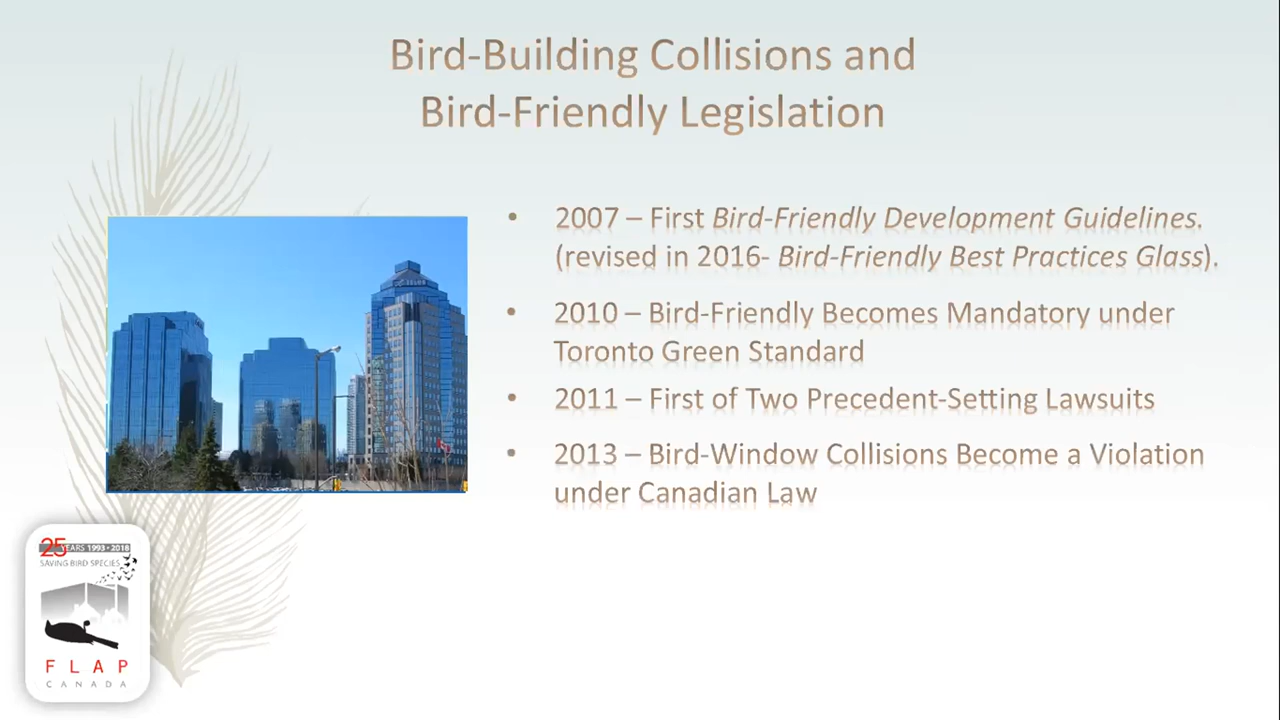 Bird-Building Collisions and
Bird-Friendly Legislation
• 2007 – First Bird-Friendly Development Guidelines.
(revised in 2016- Bird-Friendly Best Practices Glass).
• 2010 – Bird-Friendly Becomes Mandatory under
Toronto Green Standard
• 2011 – First of Two Precedent-Setting Lawsuits
• 2013 – Bird-Window Collisions Become a Violation
under Canadian Law
25 YEARS 1993 • 2018
SAVING BIRD SPECIES
FLAP
CANADA